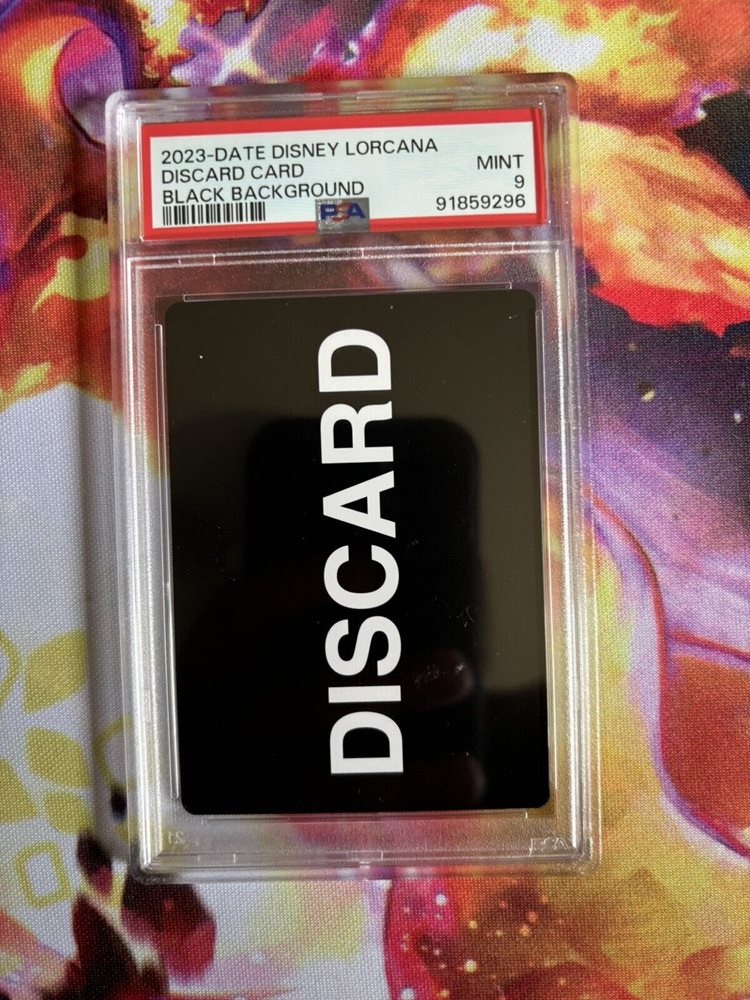 2023-DATE DISNEY LORCANA
DISCARD CARD
BLACK BACKGROUND
MINT
9
91859296
PSA
DISCARD